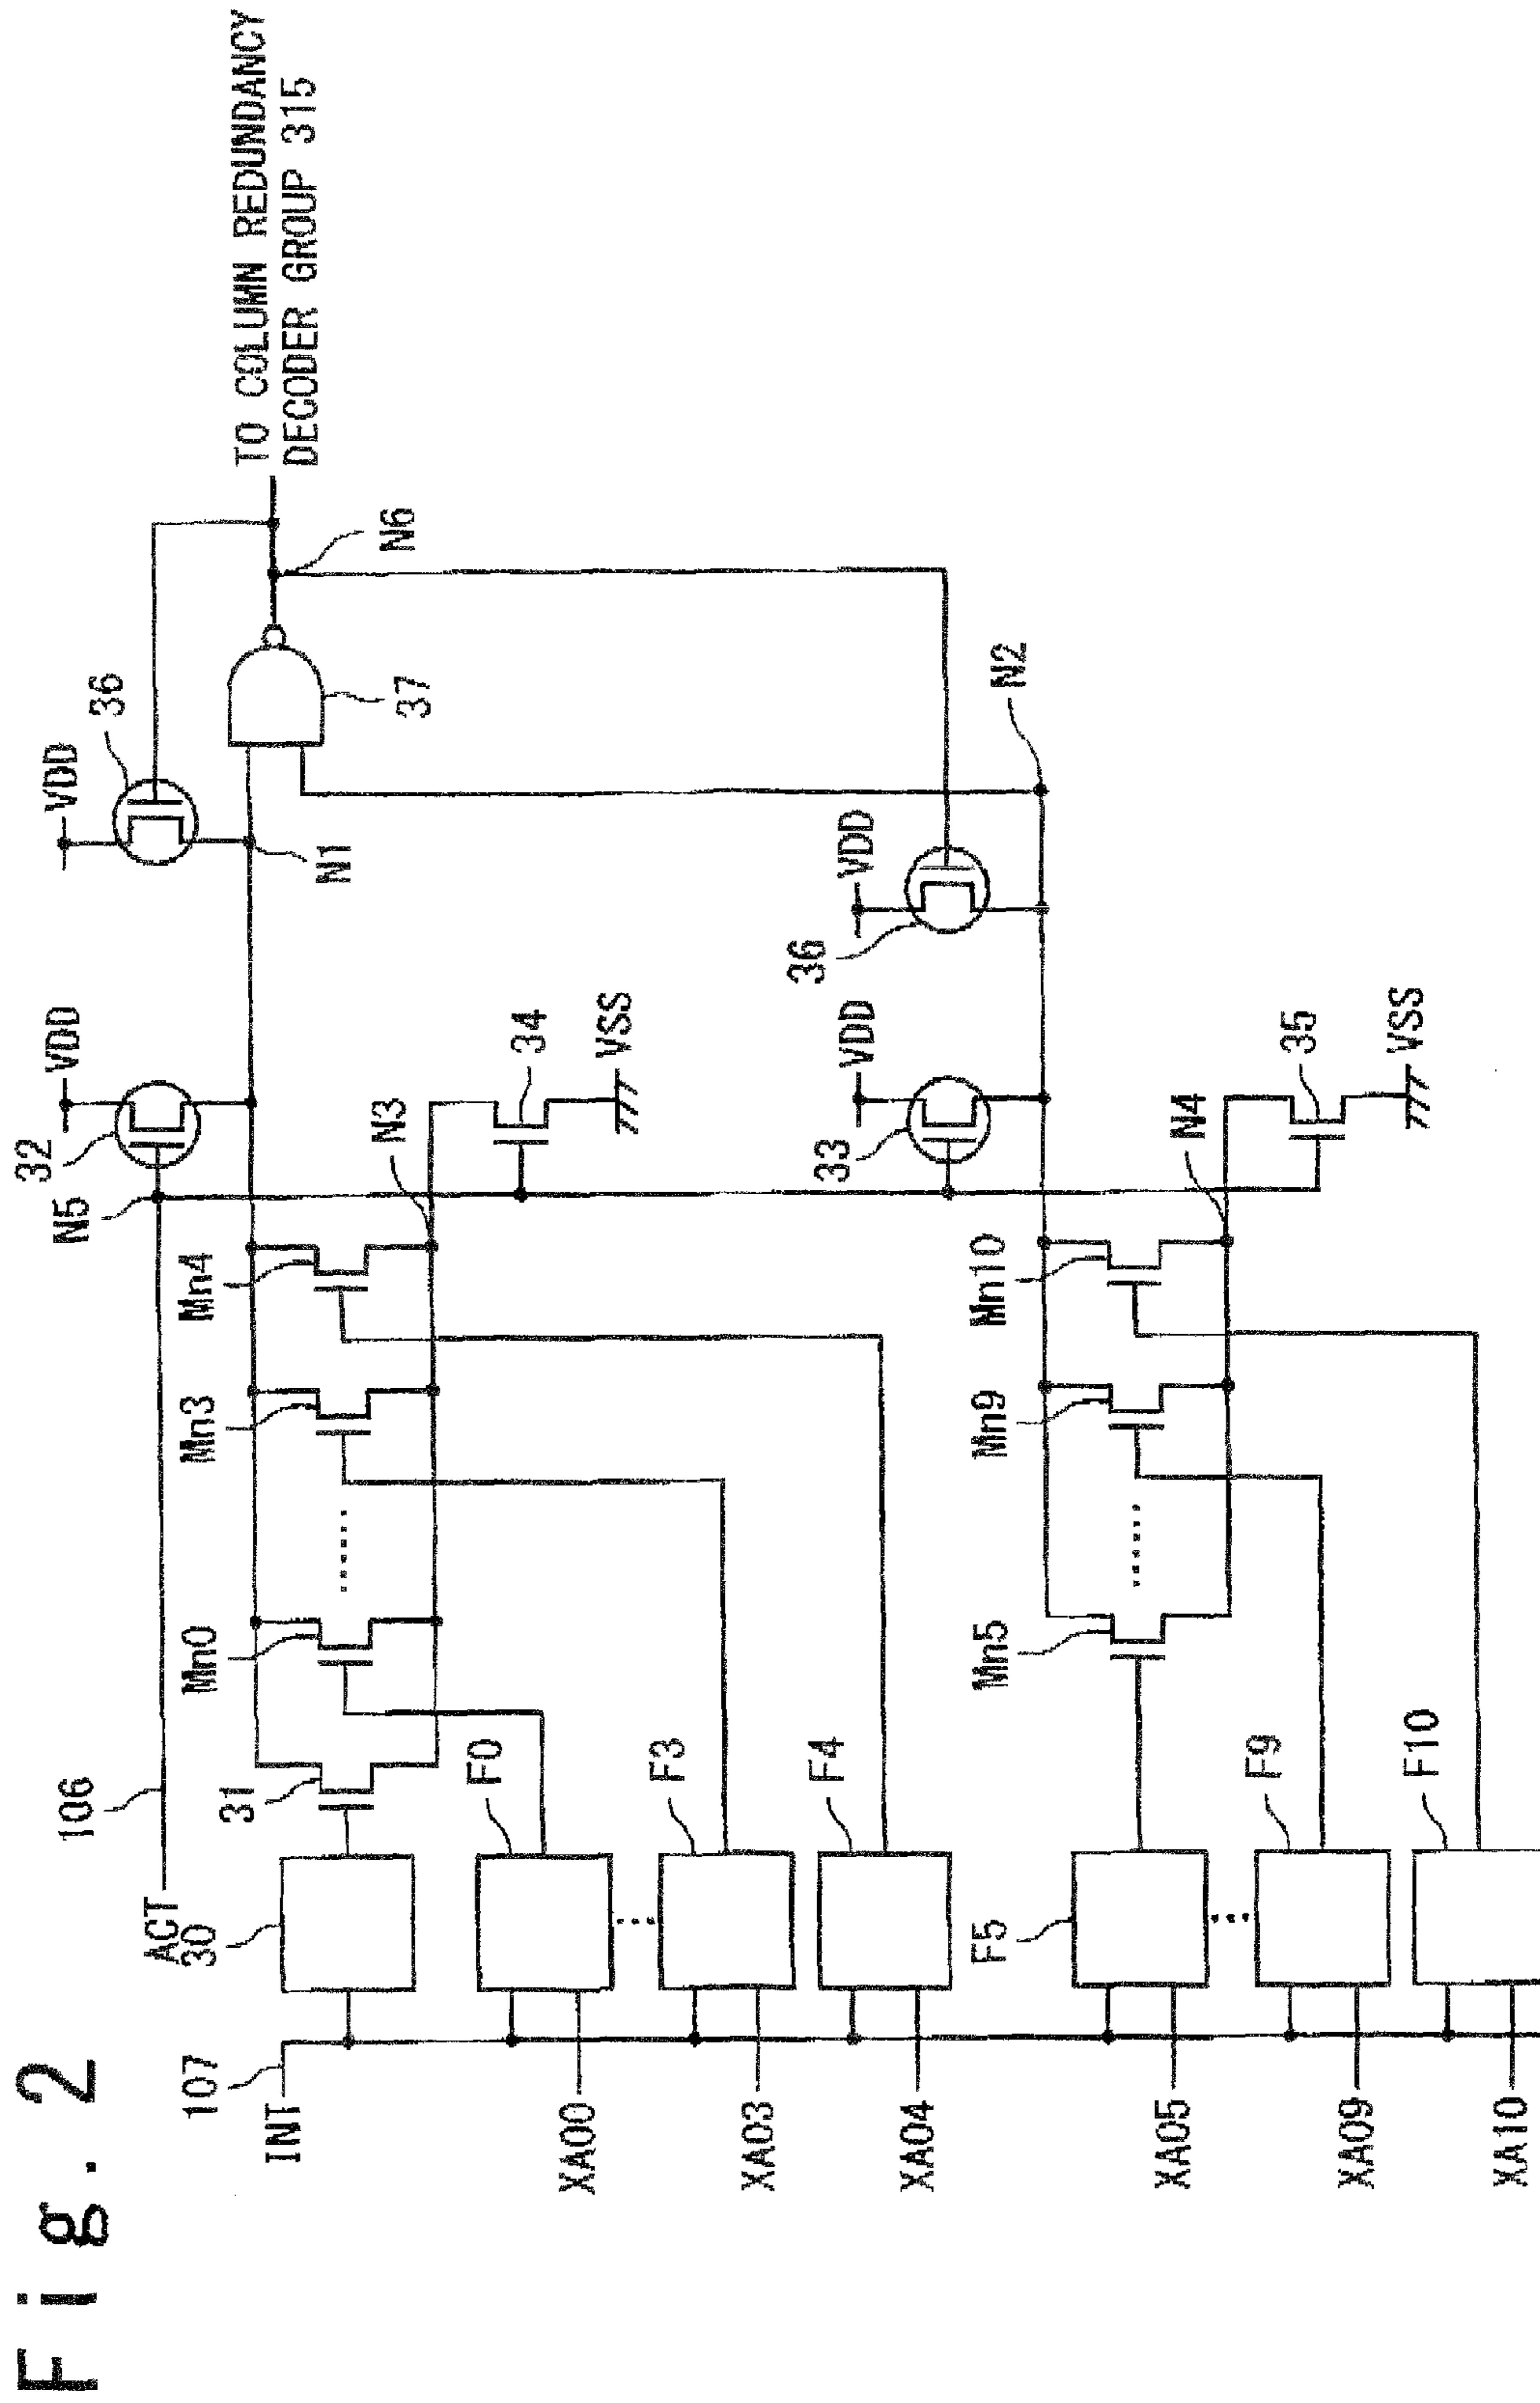 Fig. 2
TO COLUMN REDUNDANCY
DECODER GROUP 315
VDD
36
N6
37
N1
VDD
32
N5
106
ACT
Mn4
Mn3
Mn0
31
30
107
INT
N3
34
VSS
F0
F3
F4
XA00
XA03
XA04
N2
VDD
36
VDD
33
N4
35
VSS
Mn10
Mn9
Mn5
F5
F9
F10
XA05
XA09
XA10